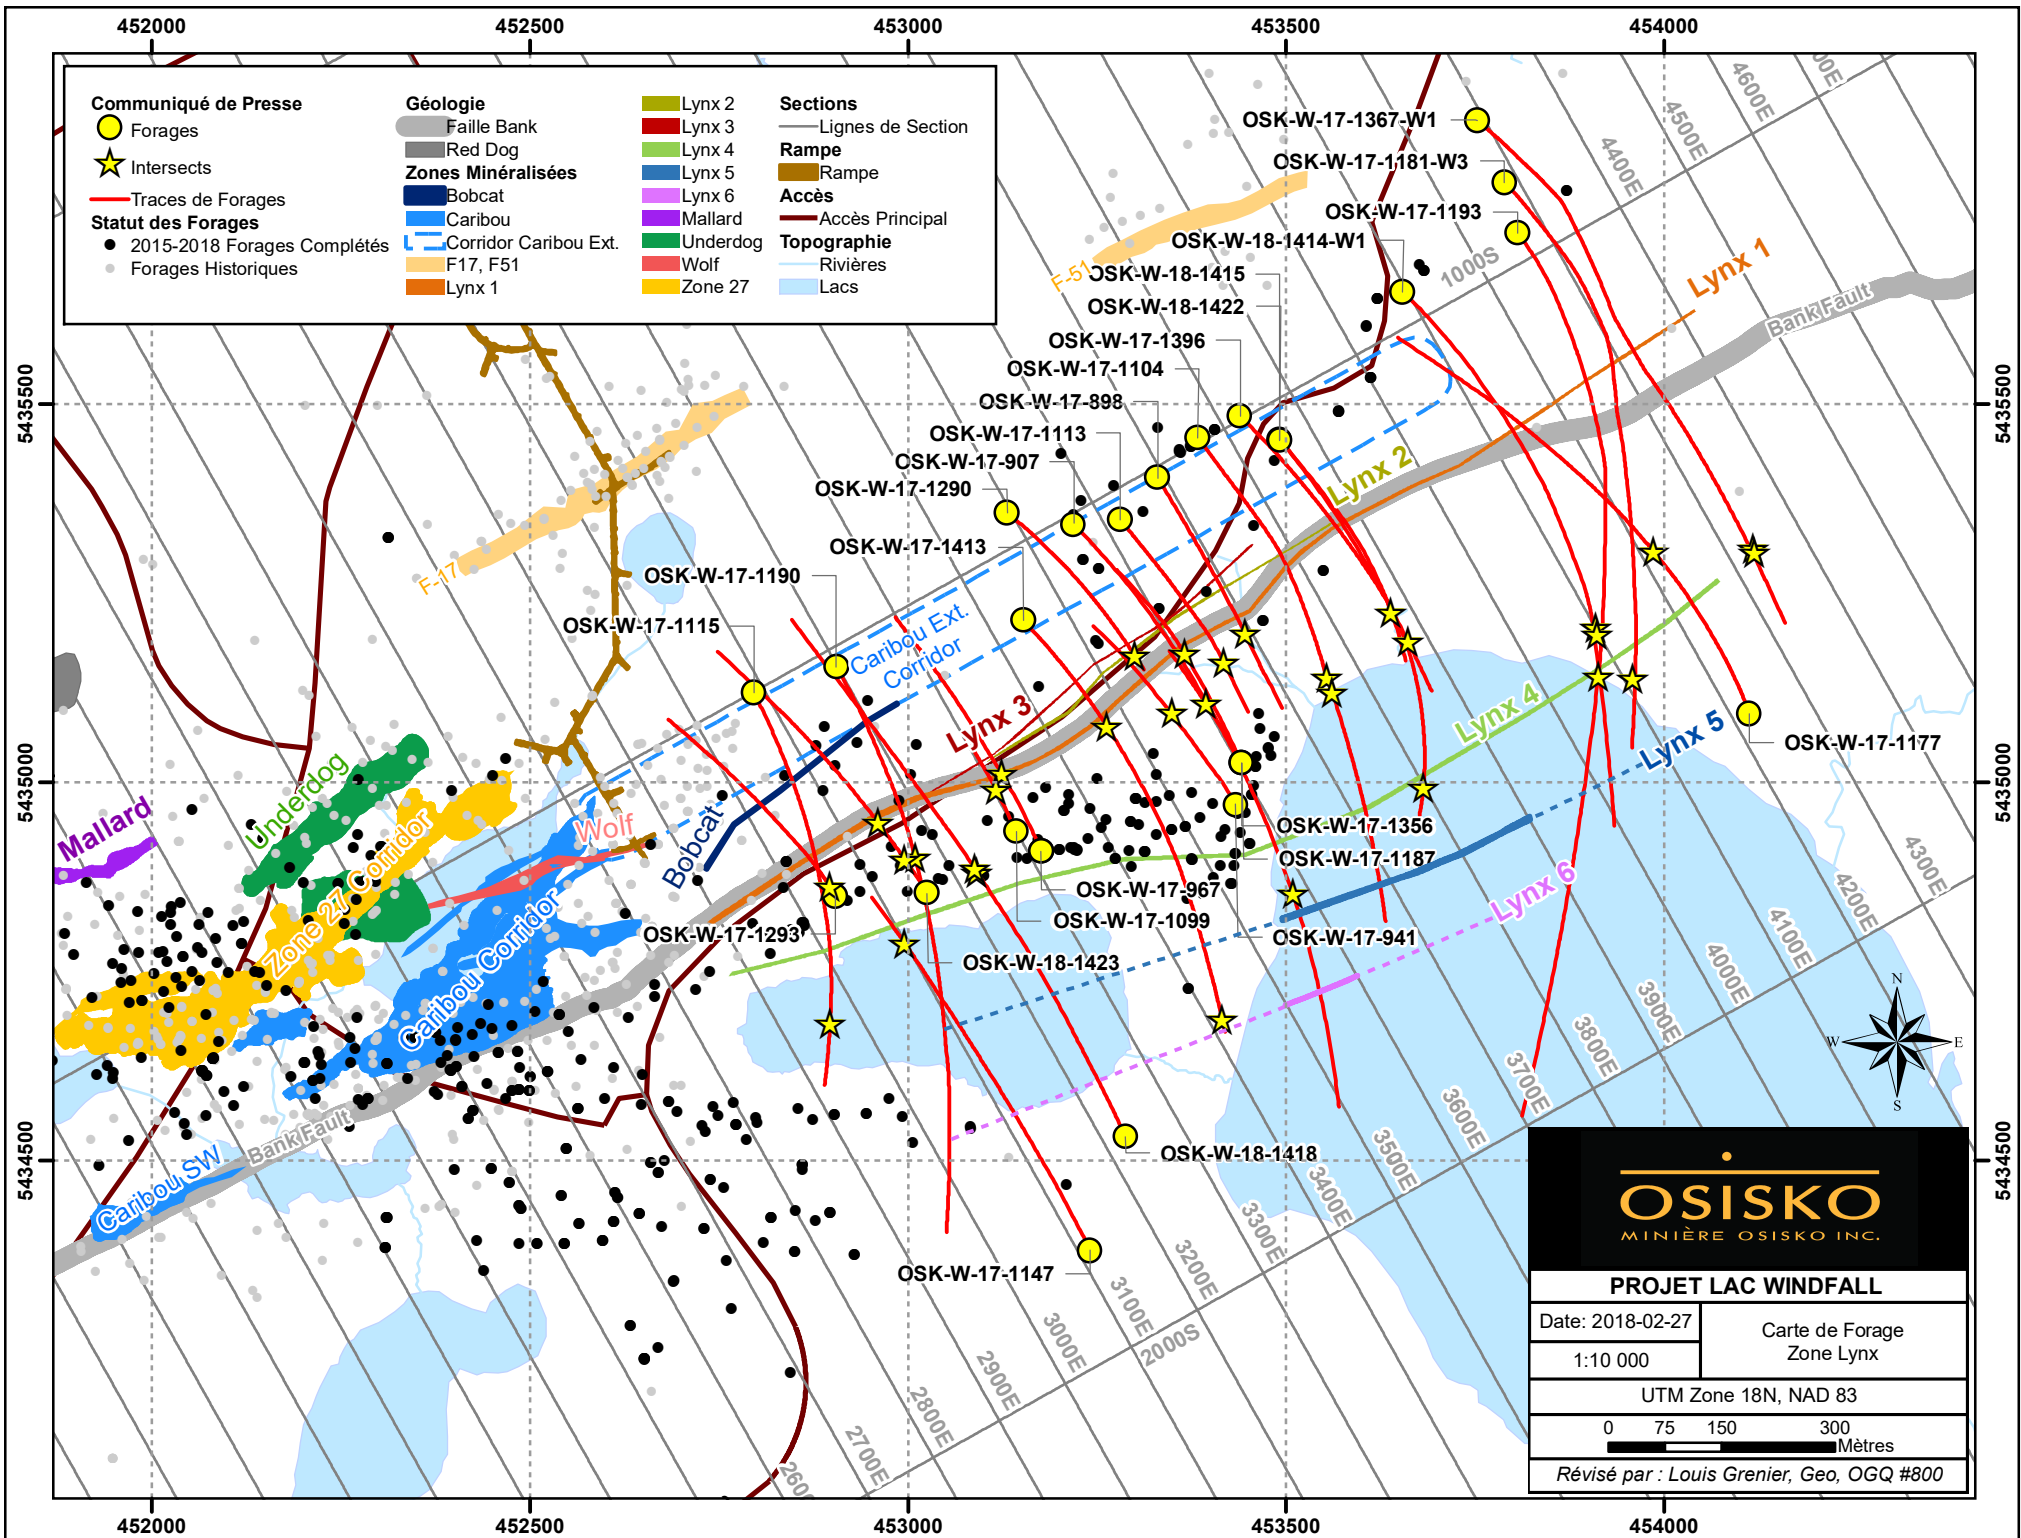 452000
452500
453000
453500
454000
Communiqué de Presse
Forages
Intersects
Traces de Forages
Statut des Forages
2015-2018 Forages Complétés
Forages Historiques
Géologie
Faille Bank
Red Dog
Zones Minéralisées
Bobcat
Caribou
Corridor Caribou Ext.
F17, F51
Lynx 1
Lynx 2
Lynx 3
Lynx 4
Lynx 5
Lynx 6
Mallard
Underdog
Wolf
Zone 27
Sections
Lignes de Section
Rampe
Rampe
Accès
Accès Principal
Topographie
Rivières
Lacs
OSK-W-17-1367-W1
OSK-W-17-1181-W3
OSK-W-17-1193
OSK-W-18-1414-W1
OSK-W-18-1415
OSK-W-18-1422
OSK-W-17-1396
OSK-W-17-1104
OSK-W-17-898
OSK-W-17-1113
OSK-W-17-907
OSK-W-17-1290
OSK-W-17-1413
OSK-W-17-1190
OSK-W-17-1115
OSK-W-17-1177
OSK-W-17-1356
OSK-W-17-1187
OSK-W-17-967
OSK-W-17-1099
OSK-W-17-941
OSK-W-17-1293
OSK-W-18-1423
OSK-W-18-1418
OSK-W-17-1147
4600E
4500E
4400E
1000S
F-51
F-17
Lynx 1
Bank Fault
Lynx 2
Caribou Ext.
Corridor
Lynx 3
Lynx 4
Lynx 5
Lynx 6
Bobcat
Wolf
Underdog
Mallard
Zone 27 Corridor
Caribou Corridor
Bank Fault
Caribou SW
4300E
4200E
4100E
4000E
3900E
3800E
3700E
3600E
3500E
3400E
3300E
3200E
3100E
3000E
2900E
2800E
2700E
2000S
5435500
5435000
5434500
5435500
5435000
5434500
N
W
E
S
OSISKO
MINIÈRE OSISKO INC.
PROJET LAC WINDFALL
Date: 2018-02-27
1:10 000
Carte de Forage
Zone Lynx
UTM Zone 18N, NAD 83
0 75 150 300
Mètres
Révisé par : Louis Grenier, Geo, OGQ #800
452000
452500
453000
453500
454000